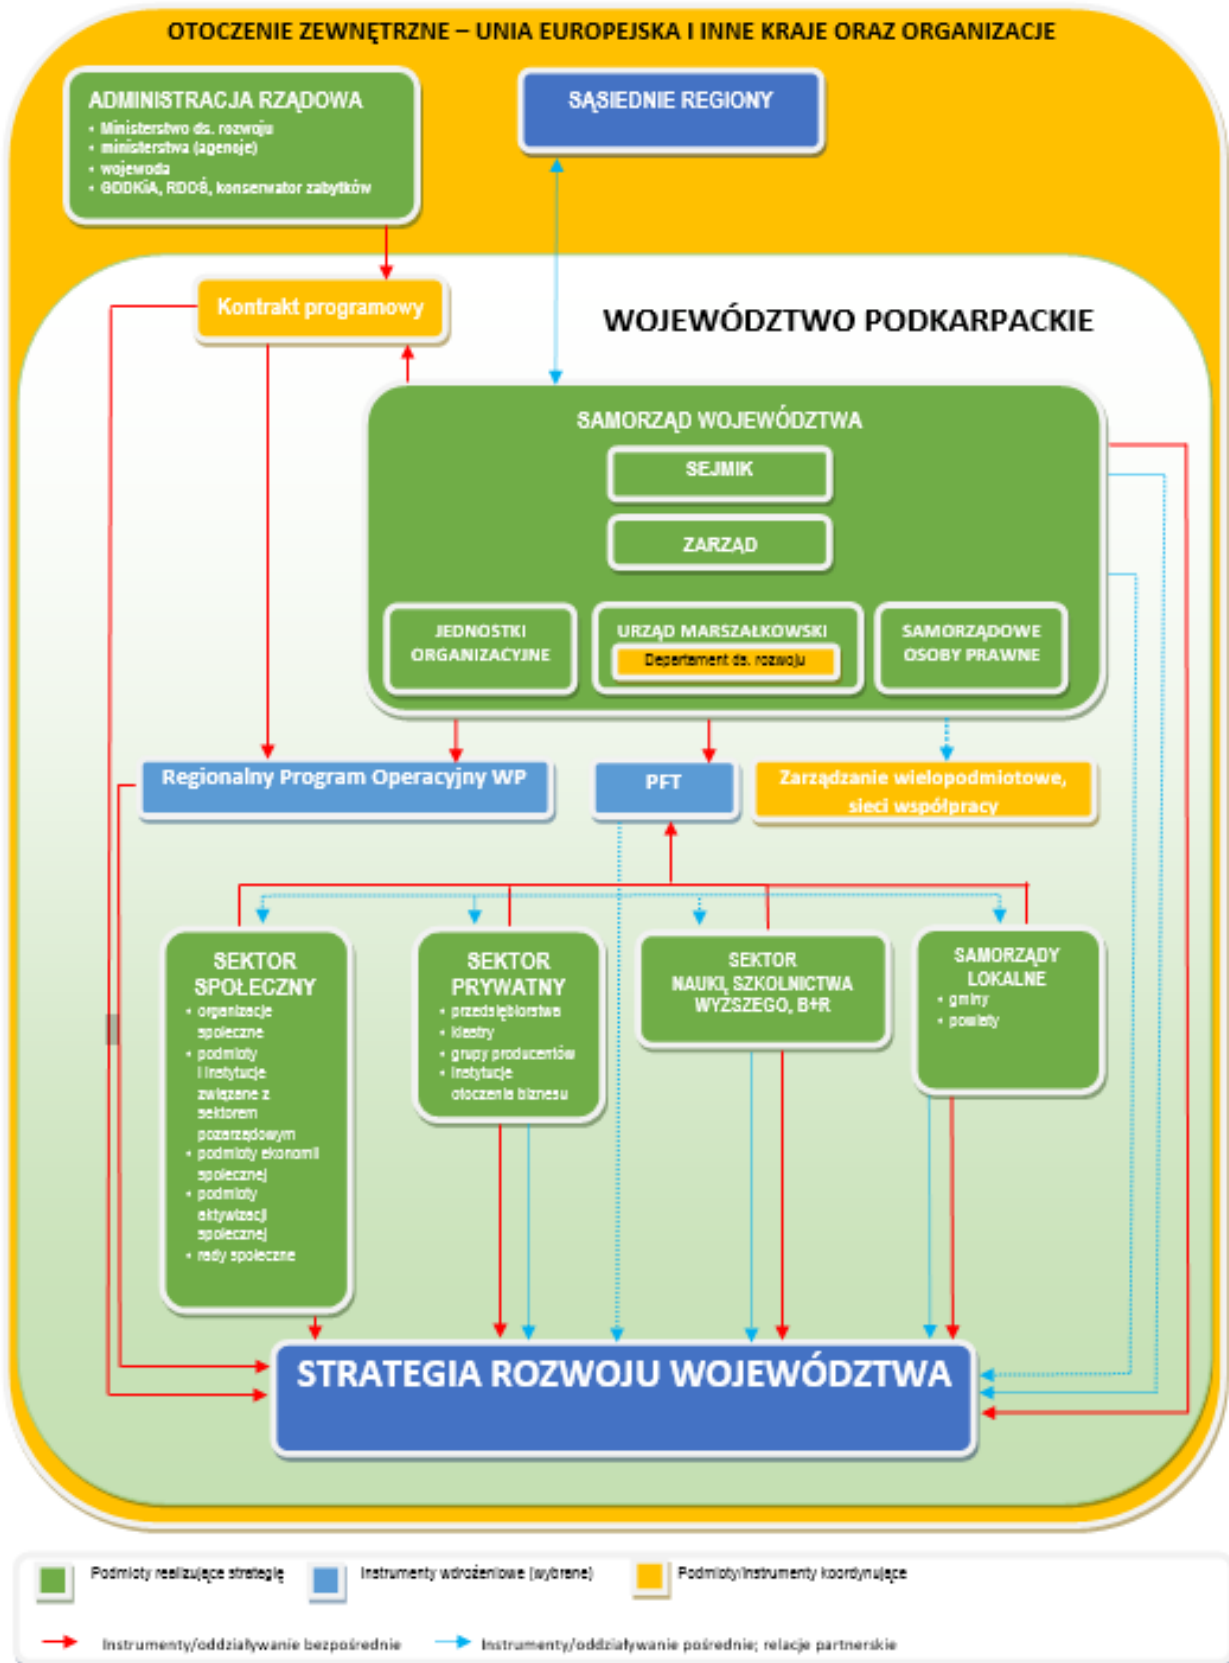 OTOCZENIE ZEWNĘTRZNE – UNIA EUROPEJSKA I INNE KRAJE ORAZ ORGANIZACJE
ADMINISTRACJA RZĄDOWA
• Ministerstwo ds. rozwoju
• ministerstwa (agencje)
• wojewoda
• GDDKiA, RDOŚ, konserwator zabytków
SĄSIEDNIE REGIONY
Kontrakt programowy
WOJEWÓDZTWO PODKARPACKIE
SAMORZĄD WOJEWÓDZTWA
SEJMIK
ZARZĄD
JEDNOSTKI
ORGANIZACYJNE
URZĄD MARSZAŁKOWSKI
Departament ds. rozwoju
SAMORZĄDOWE
OSOBY PRAWNE
Regionalny Program Operacyjny WP
PFT
Zarządzanie wielopodmiotowe,
sieci współpracy
SEKTOR
SPOŁECZNY
• organizacje
społeczne
• podmioty
i instytucje
związane z
sektorem
pozarządowym
• podmioty ekonomii
społecznej
• podmioty
aktywizacji
społecznej
• rady społeczne
SEKTOR
PRYWATNY
• przedsiębiorstwa
• klastry
• grupy producentów
• instytucje
otoczenia biznesu
SEKTOR
NAUKI, SZKOLNICTWA
WYŻSZEGO, B+R
SAMORZĄDY
LOKALNE
• gminy
• powiaty
STRATEGIA ROZWOJU WOJEWÓDZTWA
Podmioty realizujące strategię
Instrumenty wdrożeniowe (wybrane)
Podmioty/instrumenty koordynujące
Instrumenty/oddziaływanie bezpośrednie
Instrumenty/oddziaływanie pośrednie; relacje partnerskie